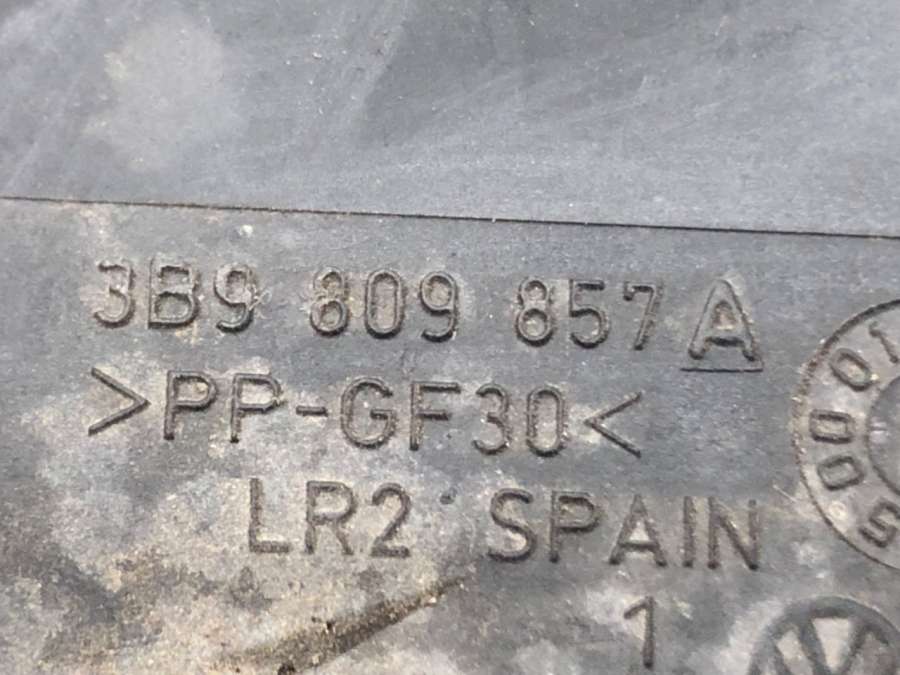 3B9 809 857 A
>PP-GF30<
LR2 SPAIN
1